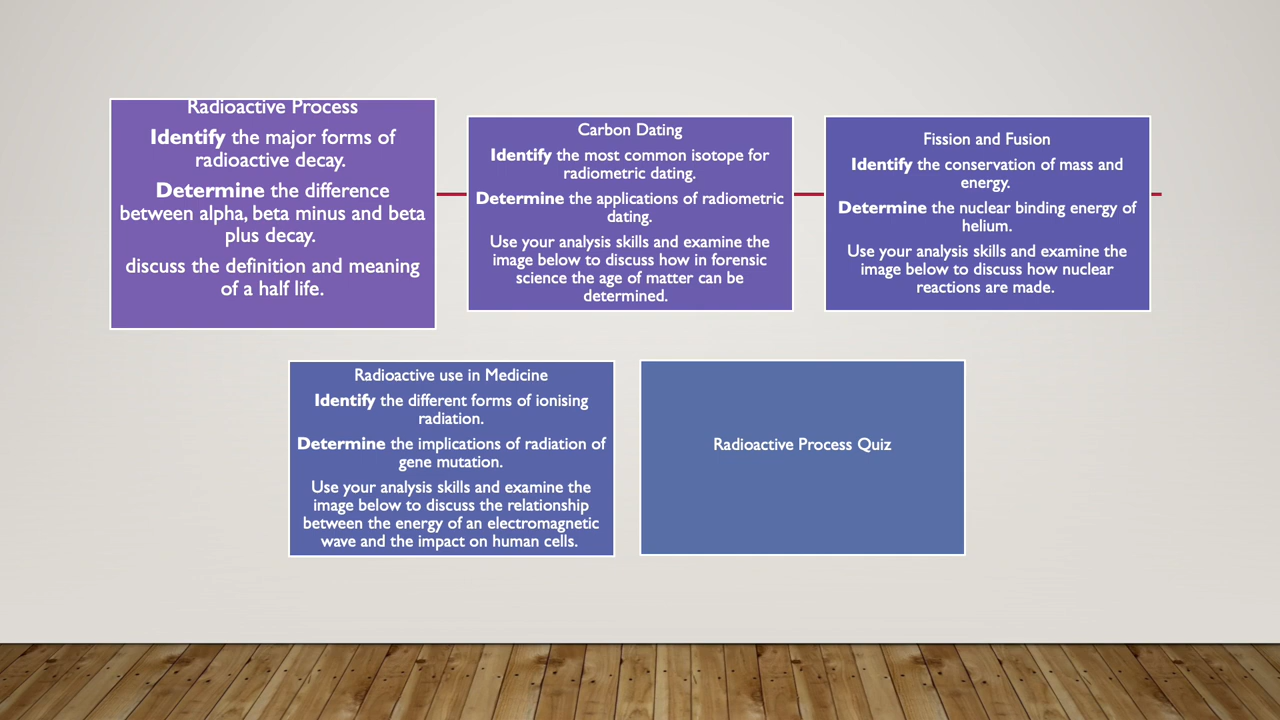 Radioactive Process
Identify the major forms of
radioactive decay.
Determine the difference
between alpha, beta minus and beta
plus decay.
discuss the definition and meaning
of a half life.
Carbon Dating
Identify the most common isotope for
radiometric dating.
Determine the applications of radiometric
dating.
Use your analysis skills and examine the
image below to discuss how in forensic
science the age of matter can be
determined.
Fission and Fusion
Identify the conservation of mass and
energy.
Determine the nuclear binding energy of
helium.
Use your analysis skills and examine the
image below to discuss how nuclear
reactions are made.
Radioactive use in Medicine
Identify the different forms of ionising
radiation.
Determine the implications of radiation of
gene mutation.
Use your analysis skills and examine the
image below to discuss the relationship
between the energy of an electromagnetic
wave and the impact on human cells.
Radioactive Process Quiz